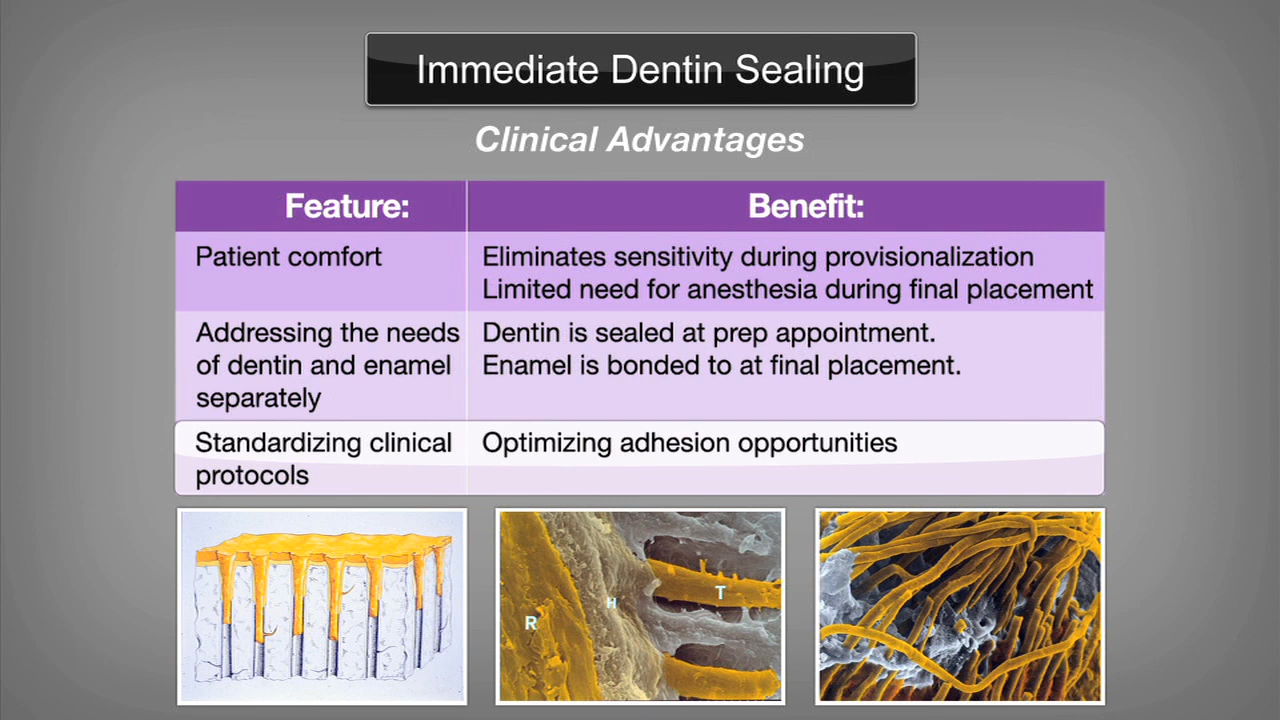 Immediate Dentin Sealing
Clinical Advantages
Feature:
Benefit:
Patient comfort
Eliminates sensitivity during provisionalization
Limited need for anesthesia during final placement
Addressing the needs
of dentin and enamel
separately
Dentin is sealed at prep appointment.
Enamel is bonded to at final placement.
Standardizing clinical
protocols
Optimizing adhesion opportunities
R
H
T